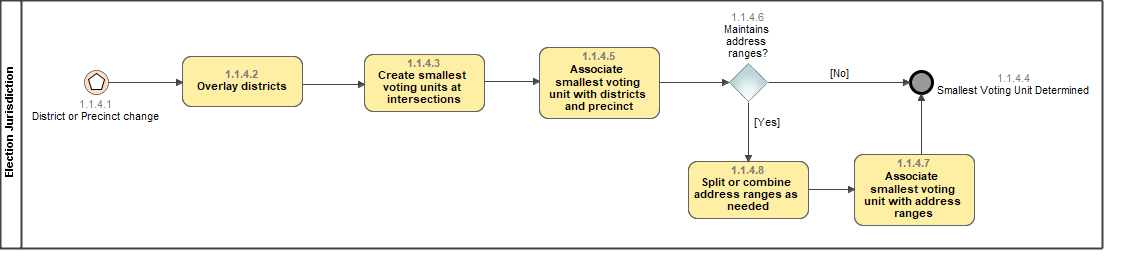 Election Jurisdiction
1.1.4.1
District or Precinct change
1.1.4.2
Overlay districts
1.1.4.3
Create smallest
voting units at
intersections
1.1.4.5
Associate
smallest voting
unit with districts
and precinct
1.1.4.6
Maintains
address
ranges?
[No]
1.1.4.4
Smallest Voting Unit Determined
[Yes]
1.1.4.8
Split or combine
address ranges as
needed
1.1.4.7
Associate
smallest voting
unit with address
ranges